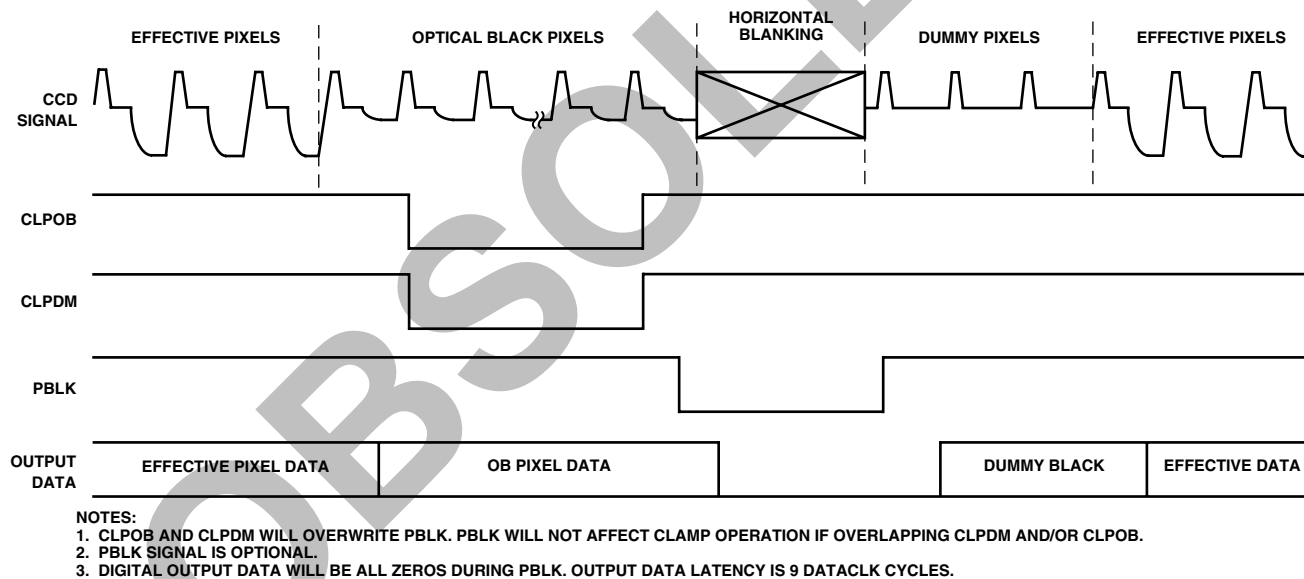 HORIZONTAL
BLANKING
EFFECTIVE PIXELS
OPTICAL BLACK PIXELS
DUMMY PIXELS
EFFECTIVE PIXELS
CCD
SIGNAL
CLPOB
CLPDM
PBLK
OUTPUT
DATA
EFFECTIVE PIXEL DATA
OB PIXEL DATA
DUMMY BLACK
EFFECTIVE DATA
NOTES:
1. CLPOB AND CLPDM WILL OVERWRITE PBLK. PBLK WILL NOT AFFECT CLAMP OPERATION IF OVERLAPPING CLPDM AND/OR CLPOB.
2. PBLK SIGNAL IS OPTIONAL.
3. DIGITAL OUTPUT DATA WILL BE ALL ZEROS DURING PBLK. OUTPUT DATA LATENCY IS 9 DATACLK CYCLES.
OBSOLE